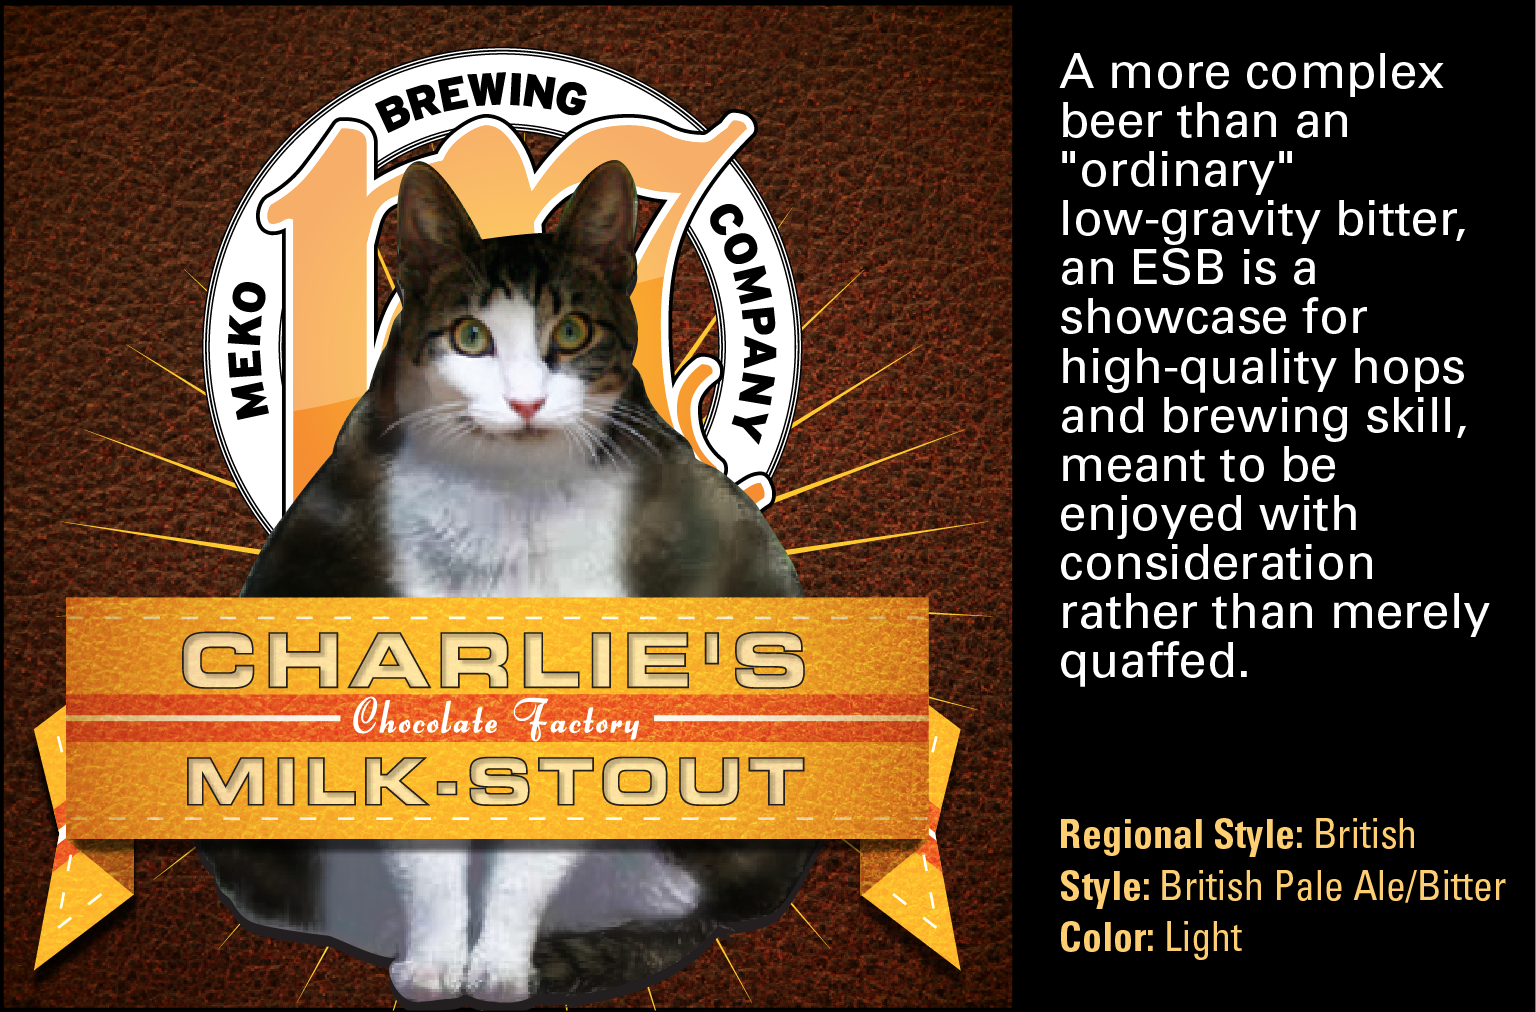 MEKO BREWING COMPANY
CHARLIE'S
Chocolate Factory
MILK-STOUT
A more complex
beer than an
"ordinary"
low-gravity bitter,
an ESB is a
showcase for
high-quality hops
and brewing skill,
meant to be
enjoyed with
consideration
rather than merely
quaffed.
Regional Style: British
Style: British Pale Ale/Bitter
Color: Light